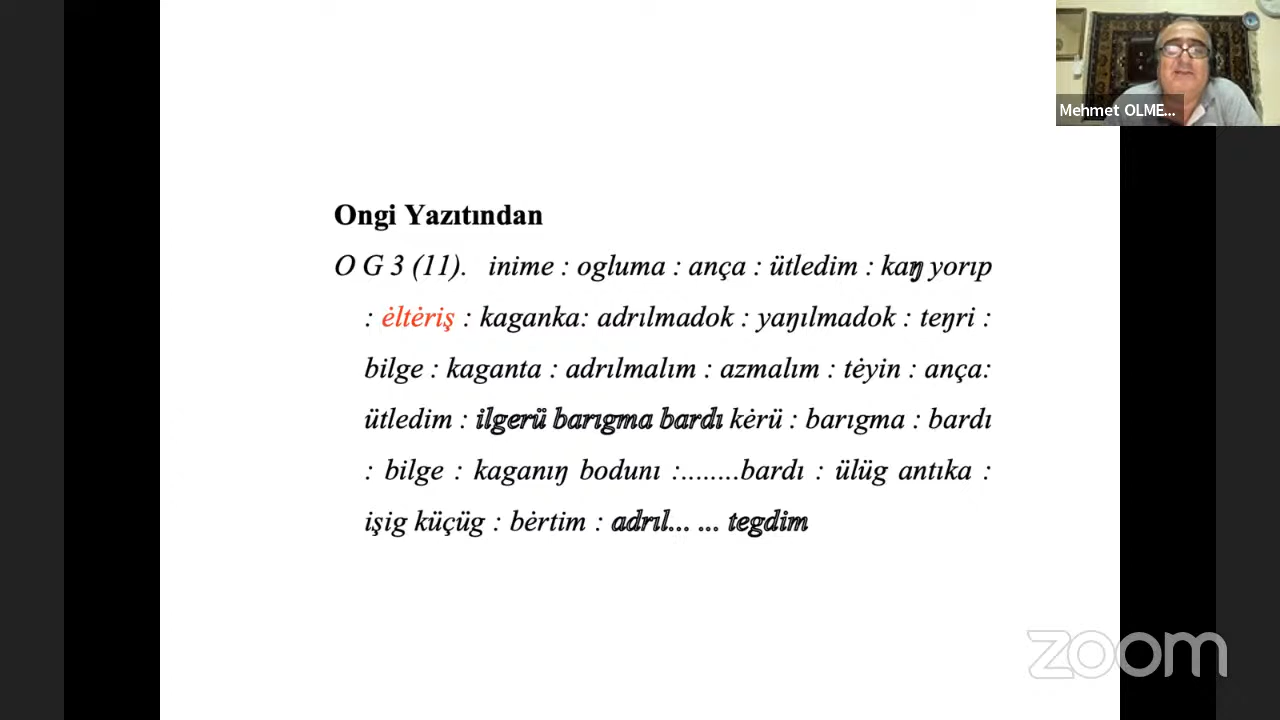 Mehmet OLME...
Ongi Yazıtından
O G 3 (11). inime : ogluma : ança : ütledim : kaŋ yorıp
: ėltėriş : kaganka: adrılmadok : yaŋılmadok : teŋri :
bilge : kaganta : adrılmalım : azmalım : tėyin : ança:
ütledim : ilgerü barıgma bardı kėrü : barıgma : bardı
: bilge : kaganıŋ bodunı :........bardı : ülüg antıka :
işig küçüg : bėrtim : adrıl... ... tegdim
zoom